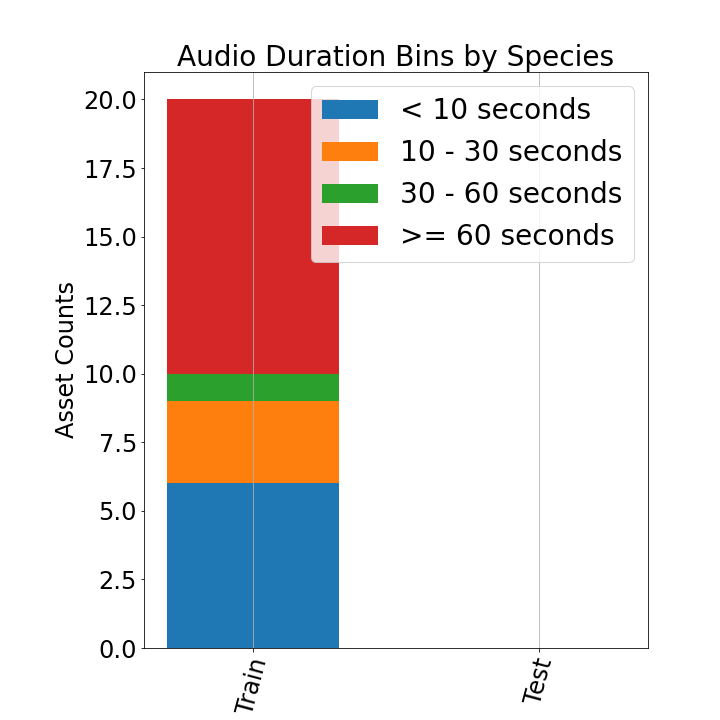 Audio Duration Bins by Species
< 10 seconds
10 - 30 seconds
30 - 60 seconds
>= 60 seconds
Asset Counts
20.0
17.5
15.0
12.5
10.0
7.5
5.0
2.5
0.0
Train
Test